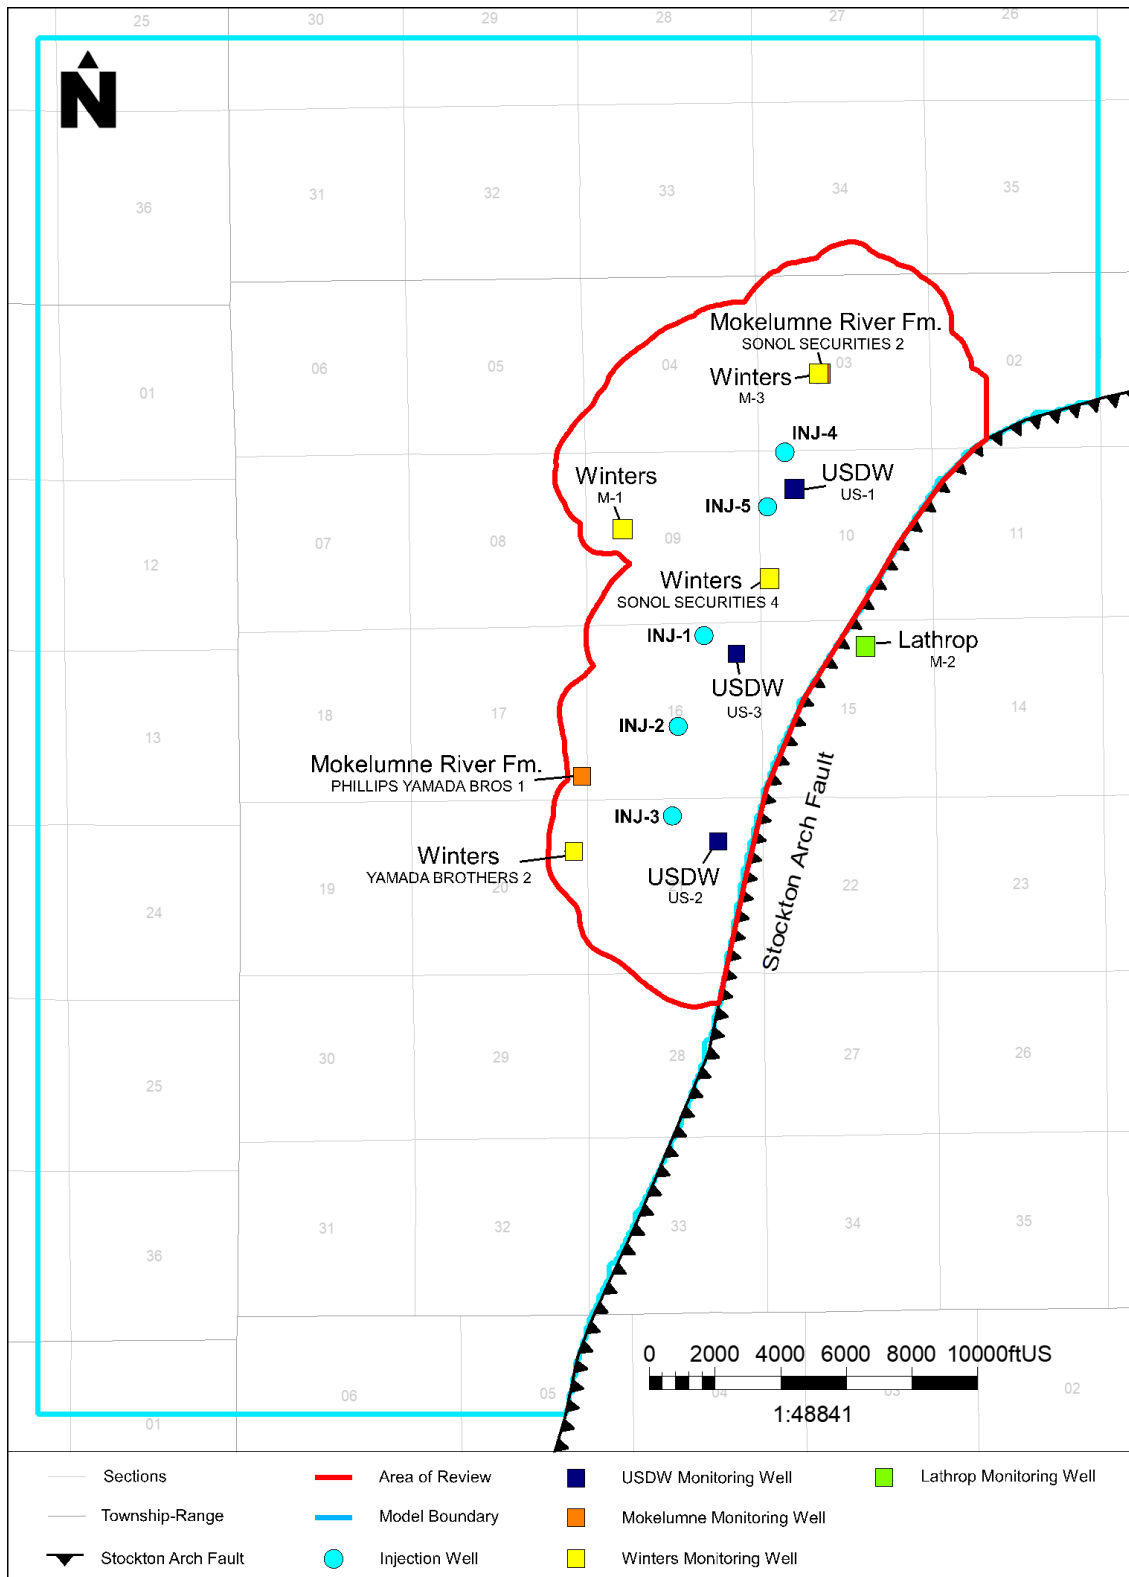 25 30 29 28 27 26
N
36 31 32 33 34 35
Mokelumne River Fm.
SONOL SECURITIES 2
01 06 05 04 03 02
Winters
M-3
INJ-4
Winters
M-1
USDW
US-1
INJ-5
12 07 08 09 10 11
Winters
SONOL SECURITIES 4
INJ-1
Lathrop
M-2
USDW
US-3
13 18 17 16 15 14
INJ-2
Mokelumne River Fm.
PHILLIPS YAMADA BROS 1
INJ-3
Stockton Arch Fault
Winters
YAMADA BROTHERS 2
USDW
US-2
24 19 20 21 22 23
25 30 29 28 27 26
36 31 32 33 34 35
0 2000 4000 6000 8000 10000ftUS
1:48841
01 06 05 04 03 02
Sections
Area of Review
USDW Monitoring Well
Lathrop Monitoring Well
Township-Range
Model Boundary
Mokelumne Monitoring Well
Stockton Arch Fault
Injection Well
Winters Monitoring Well